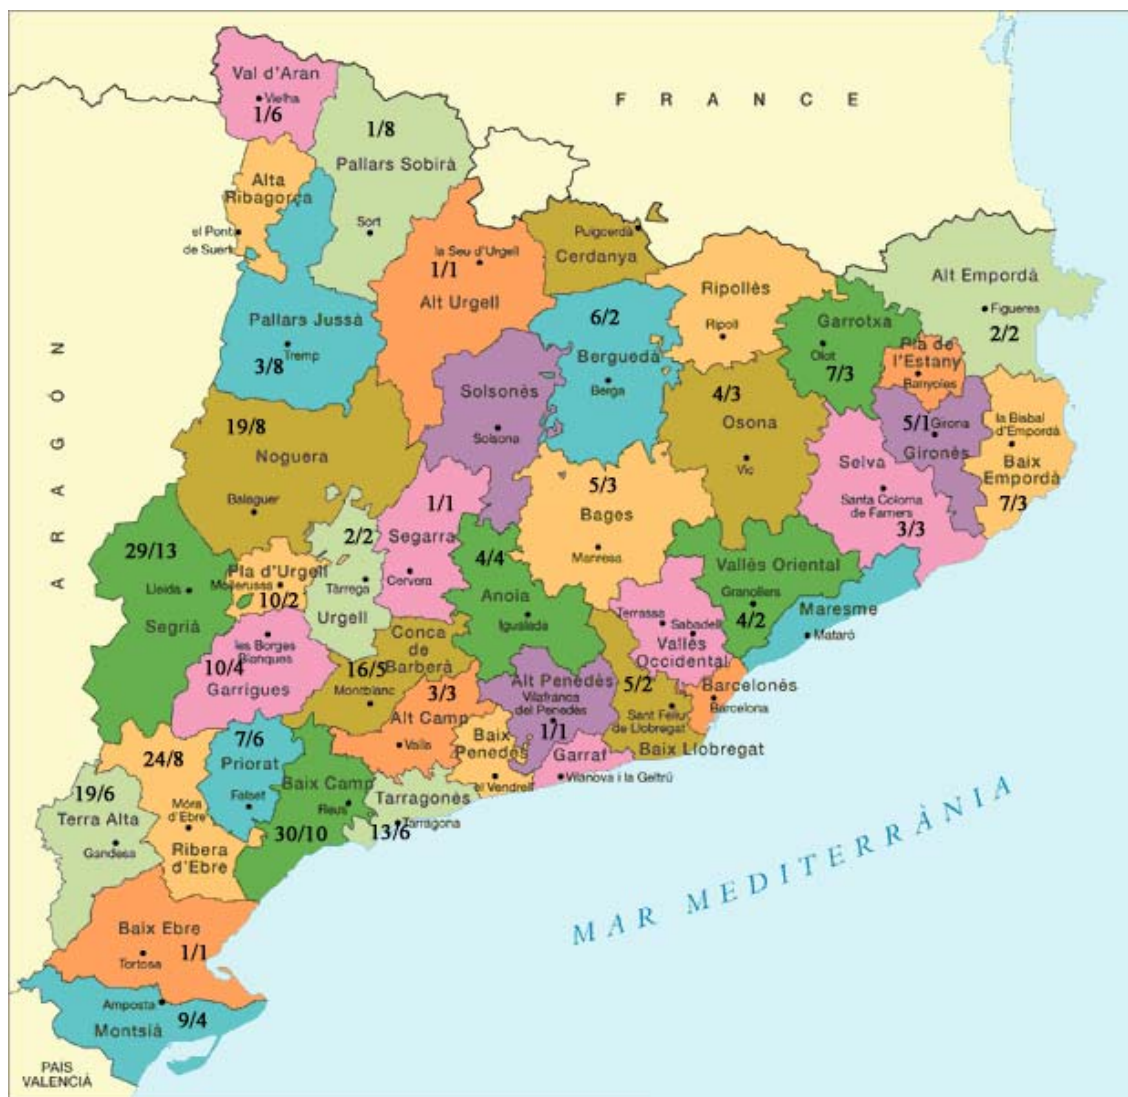 Val d'Aran
Vielha
1/6
F R A N C E
1/8
Pallars Sobirà
Sort
Alta
Ribagorça
el Pont
de Suert
la Seu d'Urgell
1/1
Alt Urgell
Puigcerdà
Cerdanya
Ripollès
Ripoll
Alt Empordà
Figueres
2/2
Pallars Jussà
Tremp
3/8
6/2
Berguedà
Berga
Garrotxa
Olot
7/3
Pla de
l'Estany
Banyoles
Solsonès
Solsona
4/3
Osona
Vic
5/1
Girona
Gironès
la Bisbal
d'Empordà
Baix
Empordà
7/3
A R A G Ó N
19/8
Noguera
Balaguer
1/1
Segarra
Cervera
5/3
Bages
Manresa
Selva
Santa Coloma
de Farners
3/3
29/13
Lleida
Segrià
Pla d'Urgell
Mollerussa
10/2
2/2
Tàrrega
Urgell
4/4
Anoia
Igualada
Vallès Oriental
Granollers
4/2
Maresme
Mataró
Terrassa
Sabadell
Vallès
Occidental
les Borges
Blanques
10/4
Garrigues
Conca
de
Barberà
16/5
Montblanc
3/3
Alt Camp
Valls
Alt Penedès
Vilafranca
del Penedès
1/1
5/2
Sant Feliu
de Llobregat
Baix Llobregat
Barcelonès
Barcelona
24/8
Móra
d'Ebre
Ribera
d'Ebre
7/6
Priorat
Falset
Baix Camp
Reus
30/10
Baix
Penedès
el Vendrell
Garraf
Vilanova i la Geltrú
Tarragonès
Tarragona
13/6
19/6
Terra Alta
Gandesa
MAR MEDITERRÀNIA
Baix Ebre
Tortosa
1/1
Amposta
Montsià
9/4
PAIS
VALENCIÀ